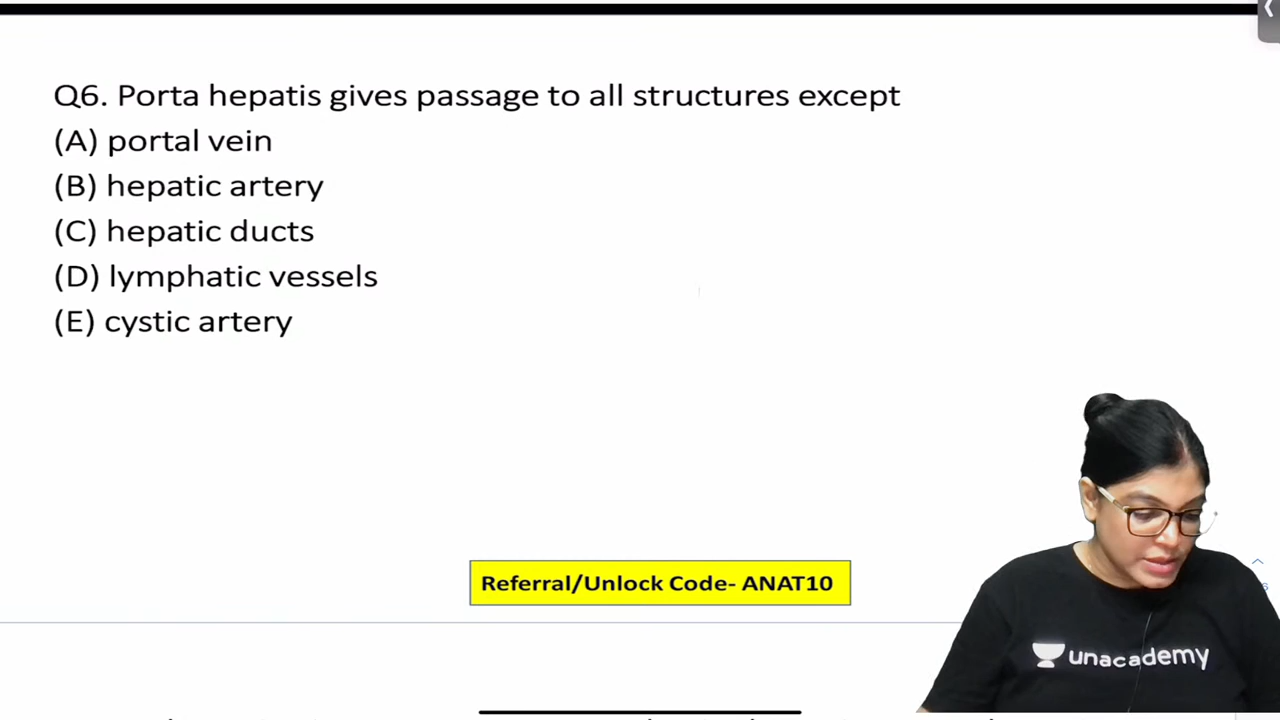 Q6. Porta hepatis gives passage to all structures except
(A) portal vein
(B) hepatic artery
(C) hepatic ducts
(D) lymphatic vessels
(E) cystic artery
Referral/Unlock Code- ANAT10
unacademy